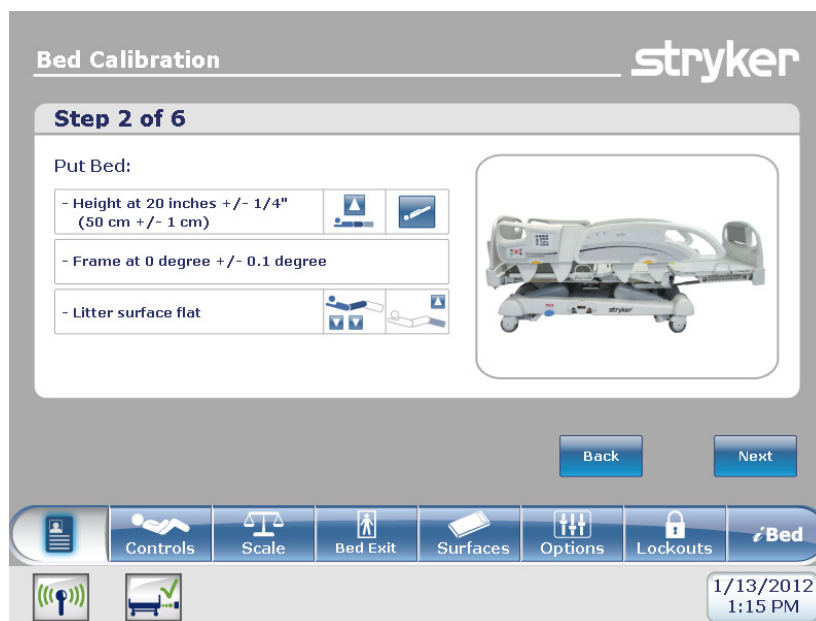 Bed Calibration
stryker
Step 2 of 6
Put Bed:
- Height at 20 inches +/- 1/4"
(50 cm +/- 1 cm)
- Frame at 0 degree +/- 0.1 degree
- Litter surface flat
stryker
Back
Next
Controls
Scale
Bed Exit
Surfaces
Options
Lockouts
iBed
1/13/2012
1:15 PM